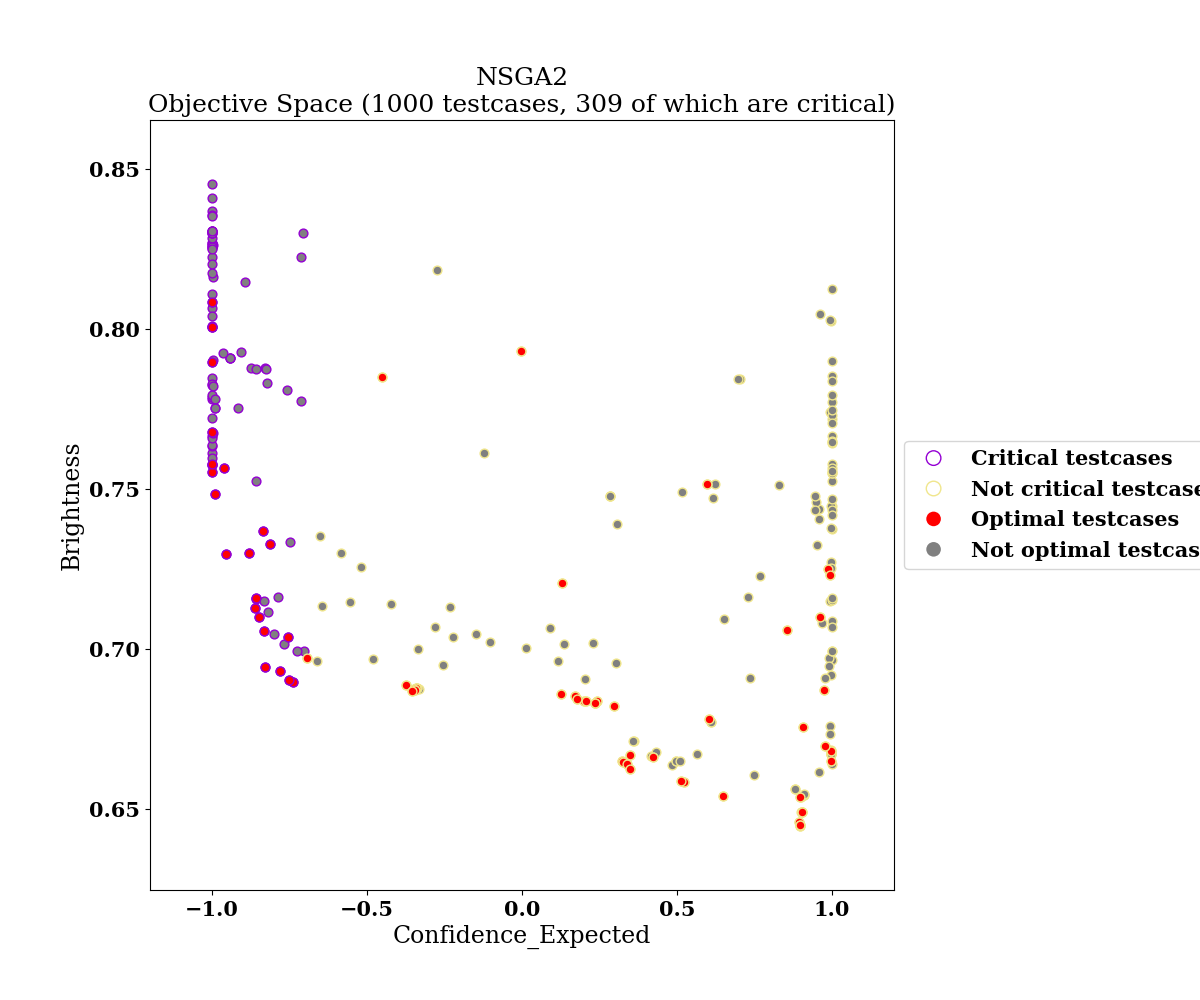 NSGA2
Objective Space (1000 testcases, 309 of which are critical)
0.85
0.80
0.75
0.70
0.65
Brightness
−1.0
−0.5
0.0
0.5
1.0
Confidence_Expected
Critical testcases
Not critical testcase
Optimal testcases
Not optimal testcas